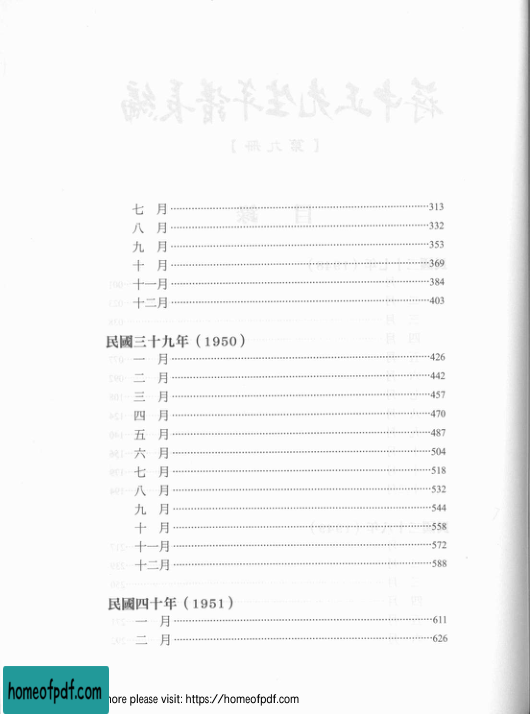 七 月 313
八 月 332
九 月 353
十 月 369
十一月 384
十二月 403
民國三十九年（1950）
一 月 426
二 月 442
三 月 457
四 月 470
五 月 487
六 月 504
七 月 518
八 月 532
九 月 544
十 月 558
十一月 572
十二月 588
民國四十年（1951）
一 月 611
二 月 626
homeofpdf.com
ore please visit: https://homeofpdf.com